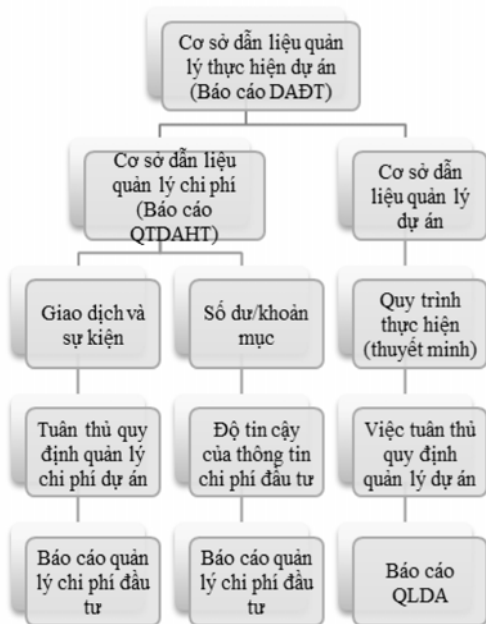 Cơ sở dẫn liệu quản
lý thực hiện dự án
(Báo cáo DAĐT)
Cơ sở dẫn liệu
quản lý chi phí
(Báo cáo
QTDAHT)
Cơ sở dẫn
liệu quản lý
dự án
Giao dịch và
sự kiện
Số dư/khoản
mục
Quy trình
thực hiện
(thuyết minh)
Tuân thủ quy
định quản lý
chi phí dự án
Độ tin cậy
của thông tin
chi phí đầu tư
Việc tuân thủ
quy định
quản lý dự án
Báo cáo quản
lý chi phí đầu
tư
Báo cáo quản
lý chi phí đầu
tư
Báo cáo
QLDA